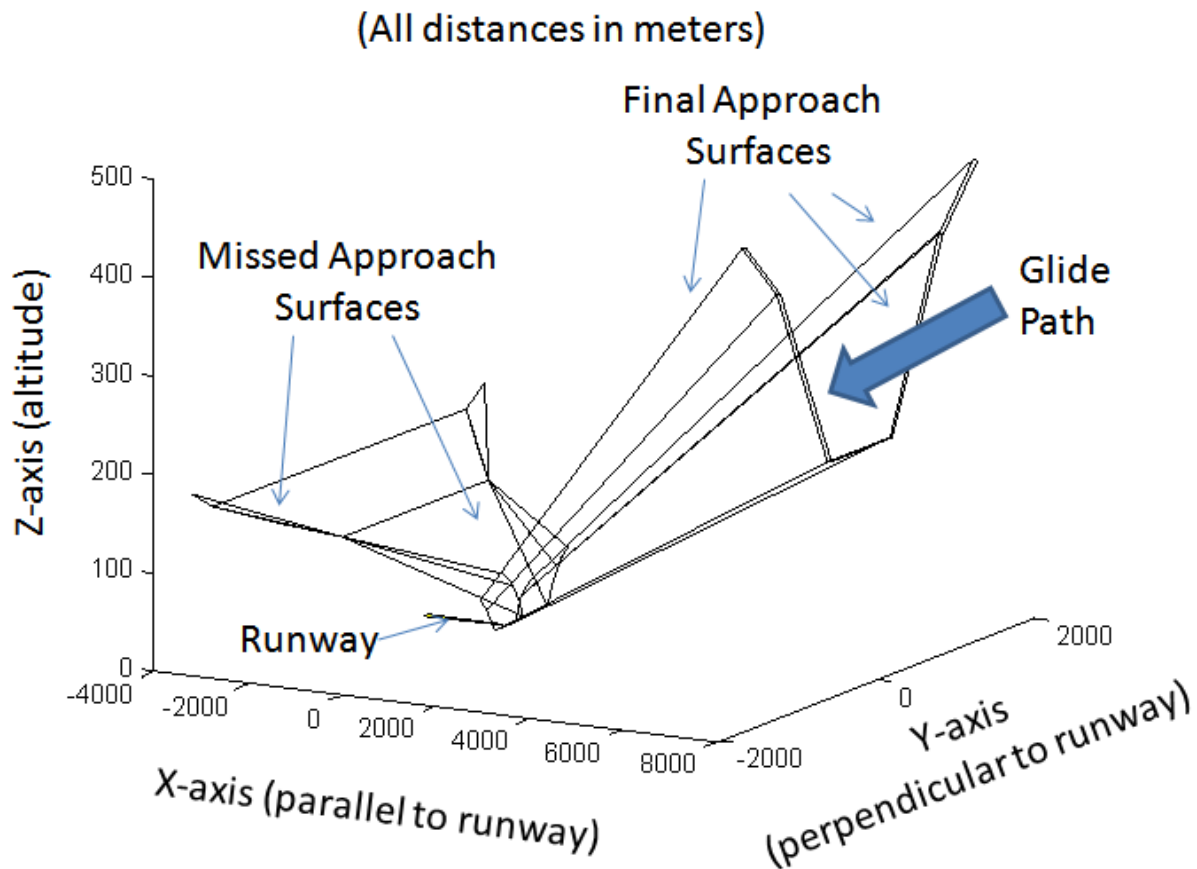 (All distances in meters)
Final Approach
Surfaces
Missed Approach
Surfaces
Glide
Path
Runway
Z-axis (altitude)
500
400
300
200
100
0
-4000
-2000
0
2000
4000
6000
8000
X-axis (parallel to runway)
-2000
0
2000
Y-axis
(perpendicular to runway)